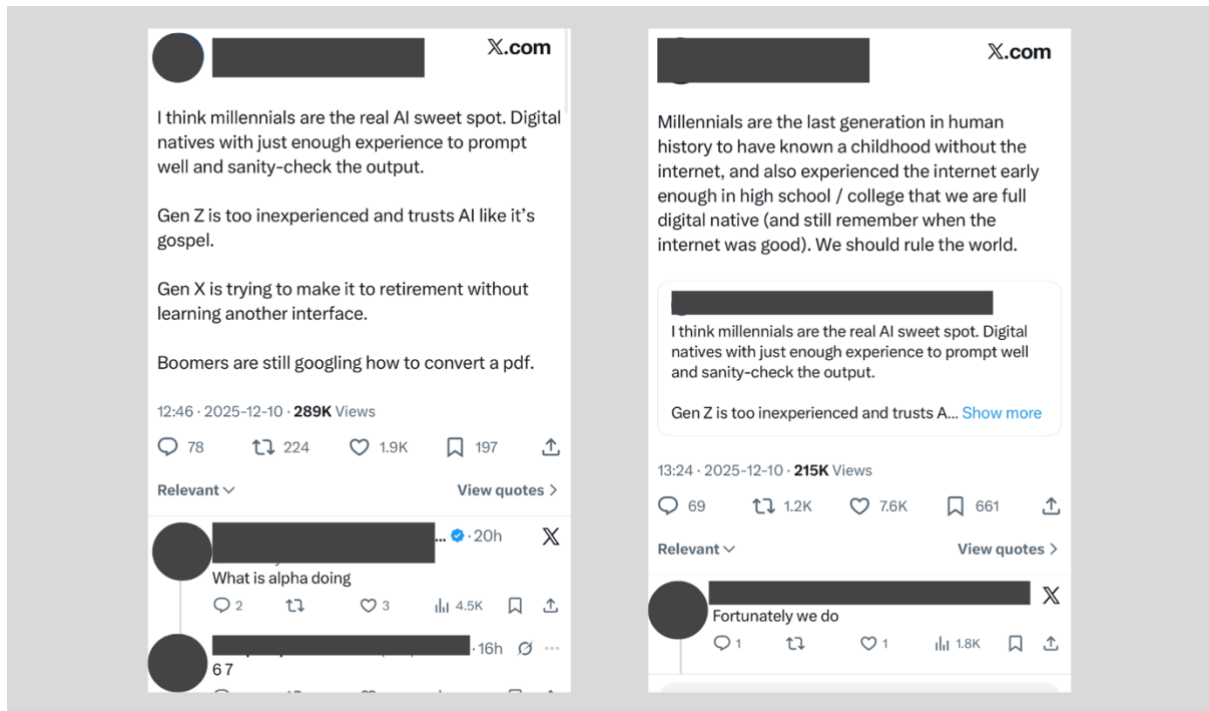 X.com
I think millennials are the real AI sweet spot. Digital
natives with just enough experience to prompt
well and sanity-check the output.
Gen Z is too inexperienced and trusts AI like it’s
gospel.
Gen X is trying to make it to retirement without
learning another interface.
Boomers are still googling how to convert a pdf.
12:46 · 2025-12-10 · 289K Views
78 224 1.9K 197
Relevant View quotes
... · 20h
What is alpha doing
2 3 4.5K
· 16h ...
6 7
X.com
Millennials are the last generation in human
history to have known a childhood without the
internet, and also experienced the internet early
enough in high school / college that we are full
digital native (and still remember when the
internet was good). We should rule the world.
I think millennials are the real AI sweet spot. Digital
natives with just enough experience to prompt well
and sanity-check the output.
Gen Z is too inexperienced and trusts A... Show more
13:24 · 2025-12-10 · 215K Views
69 1.2K 7.6K 661
Relevant View quotes
Fortunately we do
1 1 1.8K